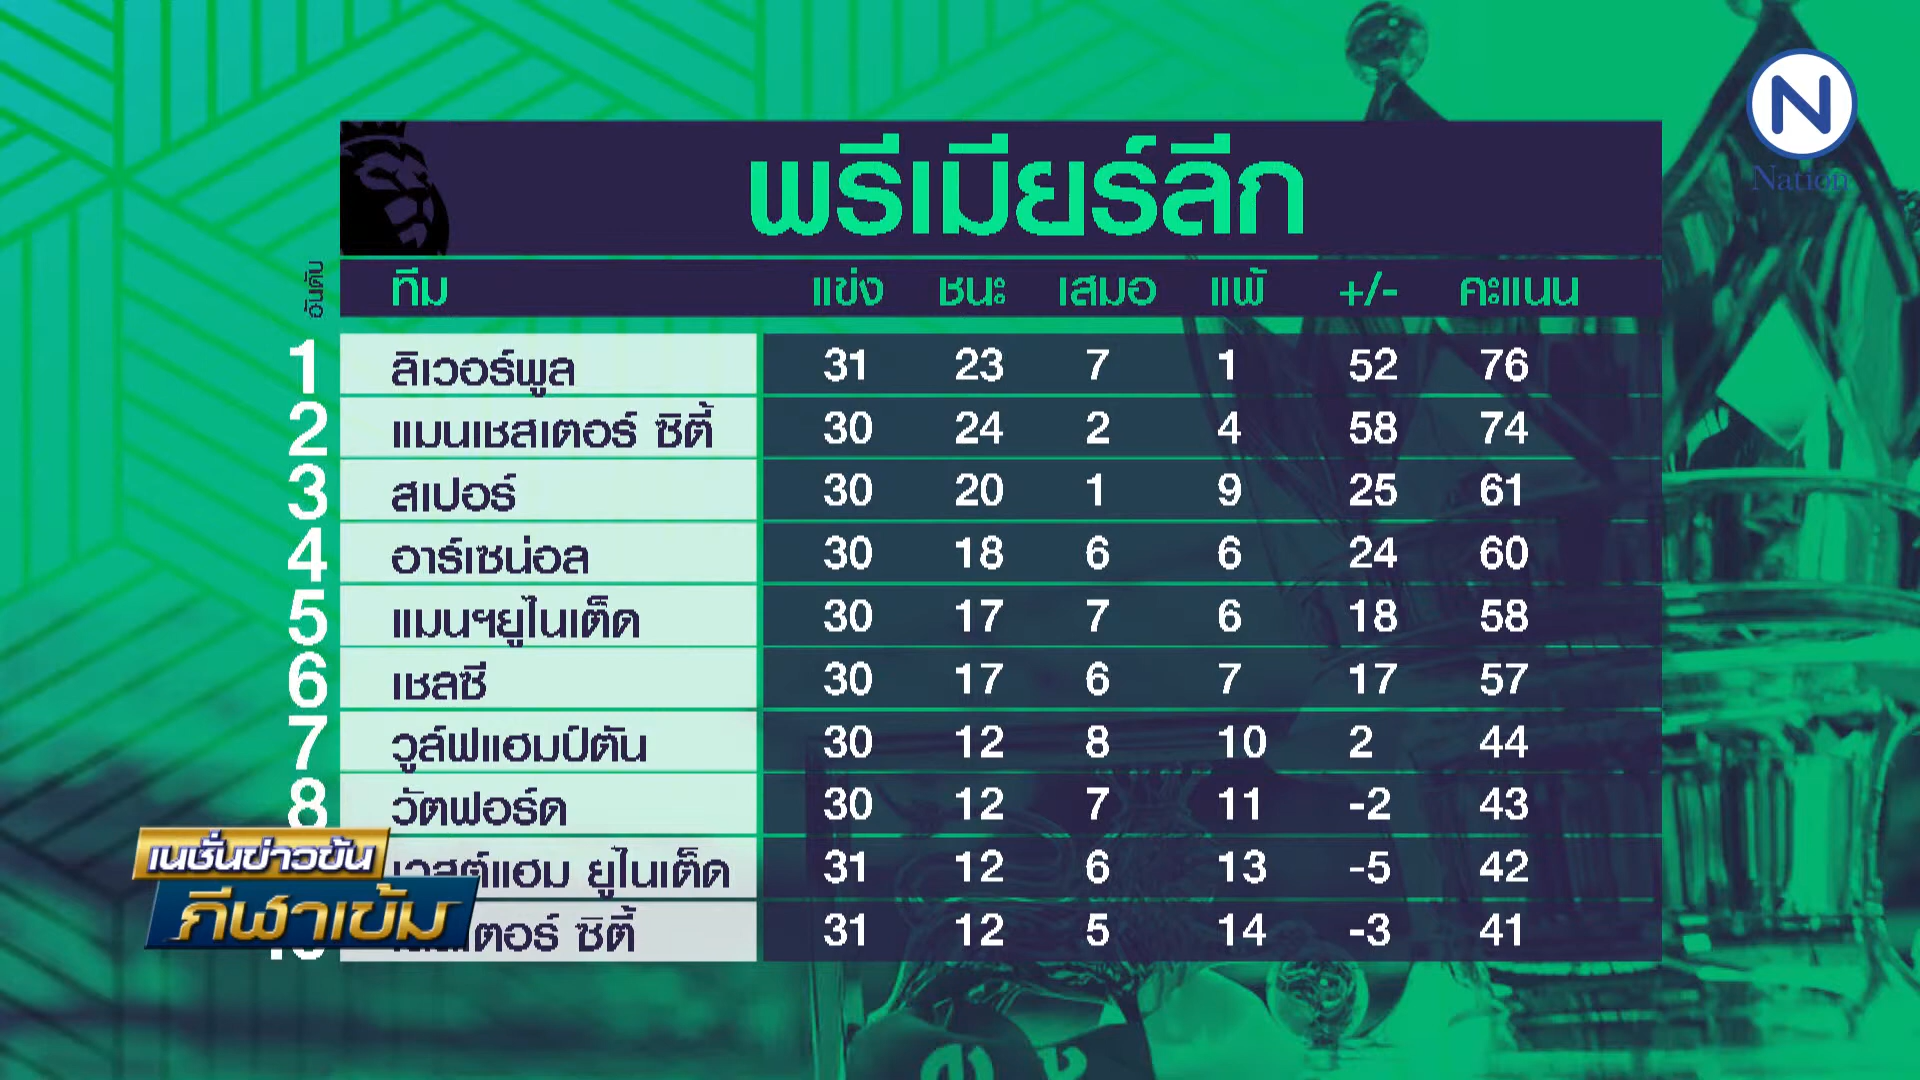 N
Nation
พรีเมียร์ลีก
อันดับ ทีม แข่ง ชนะ เสมอ แพ้ +/- คะแนน
1 ลิเวอร์พูล 31 23 7 1 52 76
2 แมนเชสเตอร์ ซิตี้ 30 24 2 4 58 74
3 สเปอร์ 30 20 1 9 25 61
4 อาร์เซน่อล 30 18 6 6 24 60
5 แมนฯยูไนเต็ด 30 17 7 6 18 58
6 เชลซี 30 17 6 7 17 57
7 วูล์ฟแฮมป์ตัน 30 12 8 10 2 44
8 วัตฟอร์ด 30 12 7 11 -2 43
เวสต์แฮม ยูไนเต็ด 31 12 6 13 -5 42
ซิตี้ 31 12 5 14 -3 41
เนชั่นข่าวข้น
กีฬาเข้ม